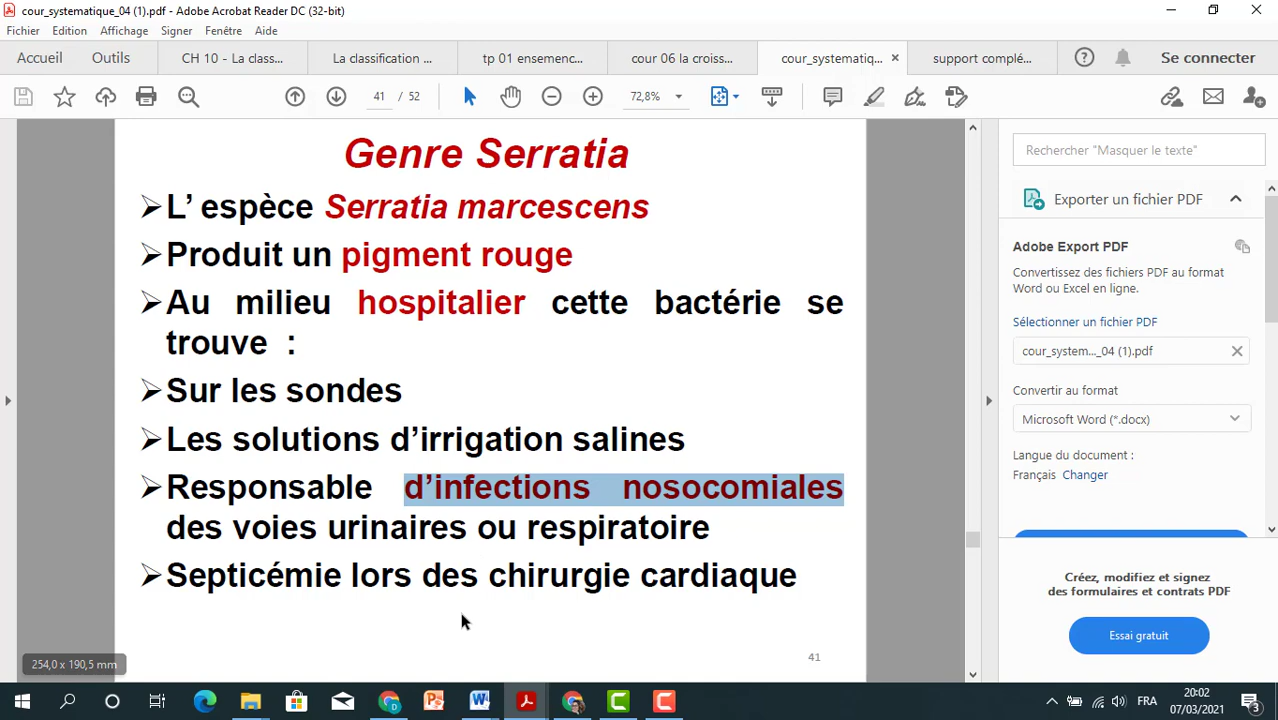 cour_systematique_04 (1).pdf - Adobe Acrobat Reader DC (32-bit)
Fichier Edition Affichage Signer Fenêtre Aide
Accueil Outils CH 10 - La class... La classification ... tp 01 ensemenc... cour 06 la croiss... cour_systematiq... × support complé... Se connecter
41 / 52 72,8%
Genre Serratia
➢L’ espèce Serratia marcescens
➢Produit un pigment rouge
➢Au milieu hospitalier cette bactérie se
trouve :
➢Sur les sondes
➢Les solutions d’irrigation salines
➢Responsable d’infections nosocomiales
des voies urinaires ou respiratoire
➢Septicémie lors des chirurgie cardiaque
41
254,0 x 190,5 mm
Rechercher "Masquer le texte"
Exporter un fichier PDF
Adobe Export PDF
Convertissez des fichiers PDF au format
Word ou Excel en ligne.
Sélectionner un fichier PDF
cour_system..._04 (1).pdf
Convertir au format
Microsoft Word (*.docx)
Langue du document :
Français Changer
Créez, modifiez et signez
des formulaires et contrats PDF
Essai gratuit
FRA
20:02
07/03/2021
3